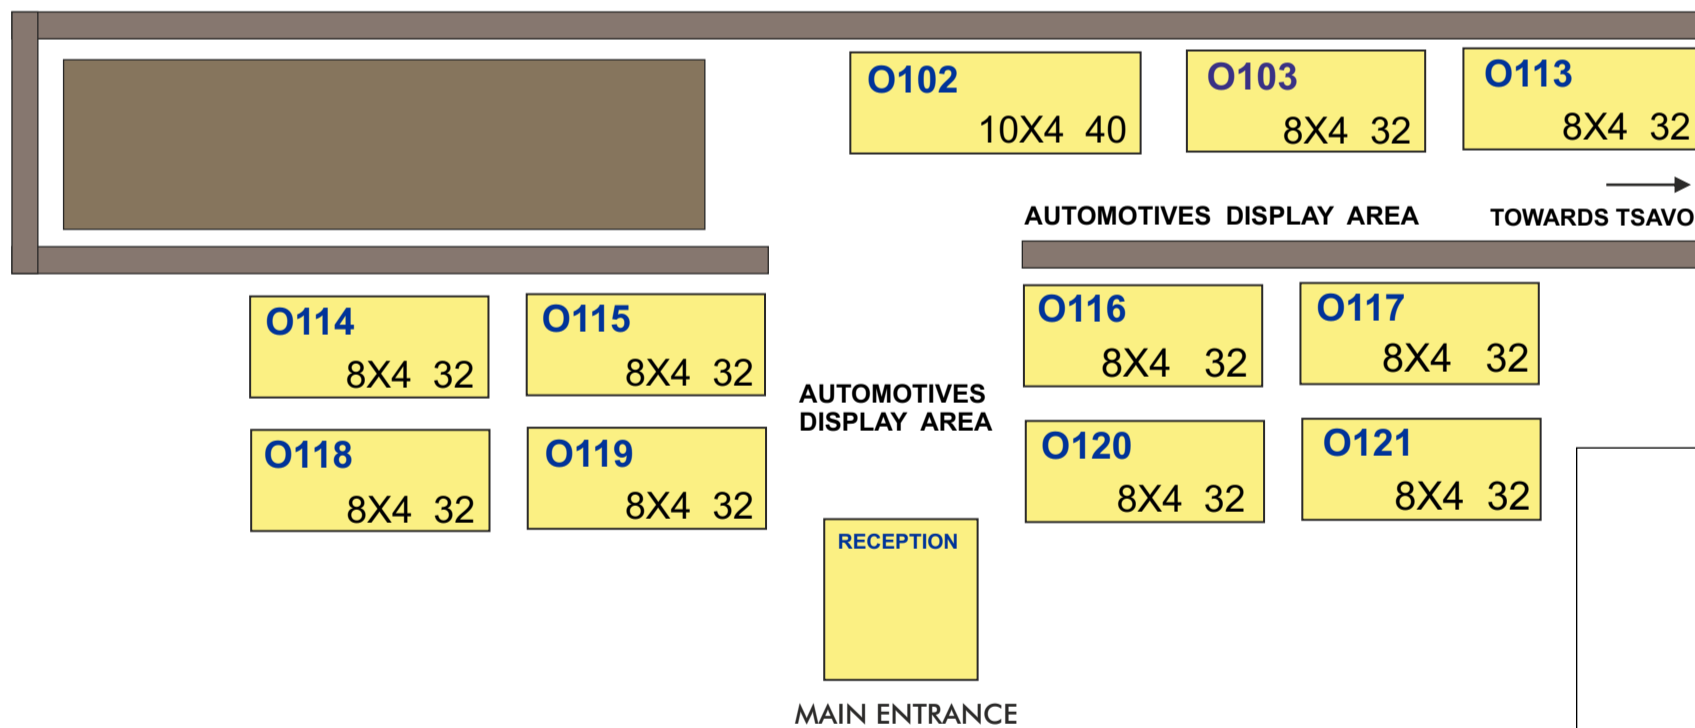 O102
10X4 40
O103
8X4 32
O113
8X4 32
AUTOMOTIVES DISPLAY AREA
TOWARDS TSAVO
O114
8X4 32
O115
8X4 32
O116
8X4 32
O117
8X4 32
AUTOMOTIVES
DISPLAY AREA
O118
8X4 32
O119
8X4 32
O120
8X4 32
O121
8X4 32
RECEPTION
MAIN ENTRANCE